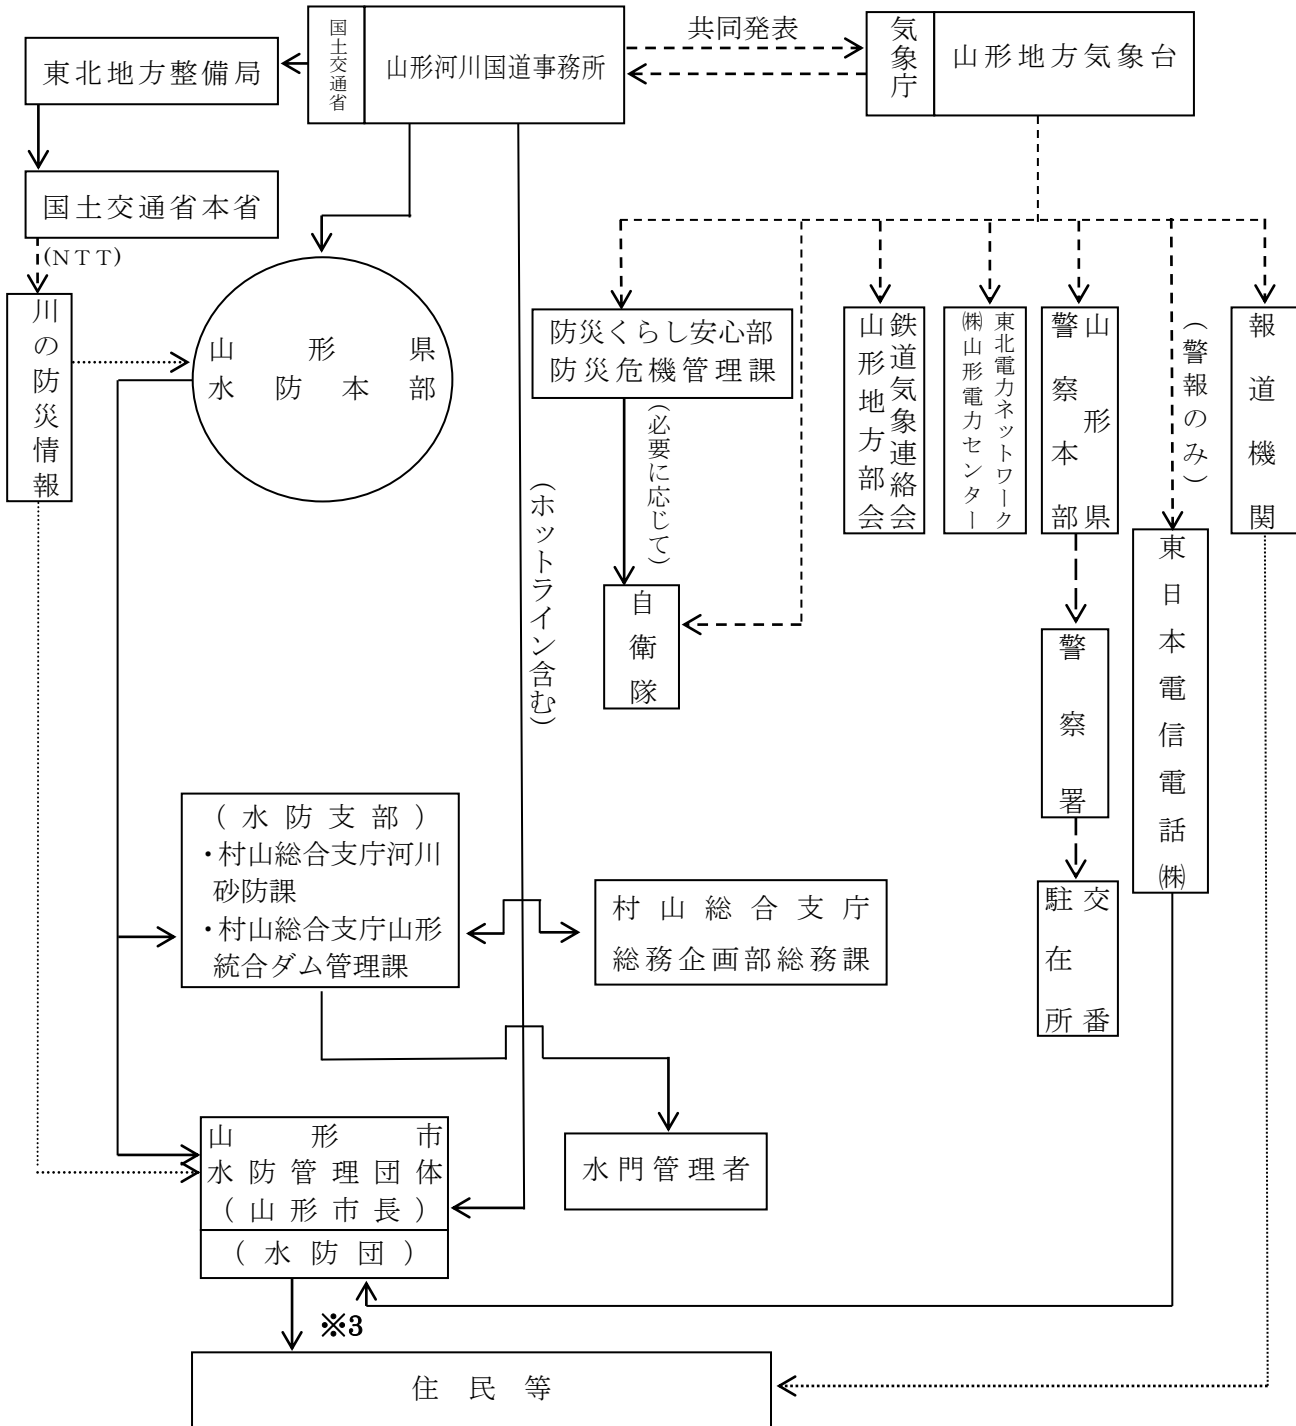 国土交通省
山形河川国道事務所
共同発表
気象庁
山形地方気象台
東北地方整備局
国土交通省本省
(NTT)
川の防災情報
山形県
水防本部
防災くらし安心部
防災危機管理課
(必要に応じて)
自衛隊
鉄道気象連絡会
山形地方部会
東北電力ネットワーク
㈱山形電力センター
山形県
警察本部
警察署
交番
駐在所
(警報のみ)
東日本電信電話㈱
報道機関
(ホットライン含む)
(水防支部)
・村山総合支庁河川
砂防課
・村山総合支庁山形
統合ダム管理課
村山総合支庁
総務企画部総務課
水門管理者
山形市
水防管理団体
(山形市長)
(水防団)
※3
住民等